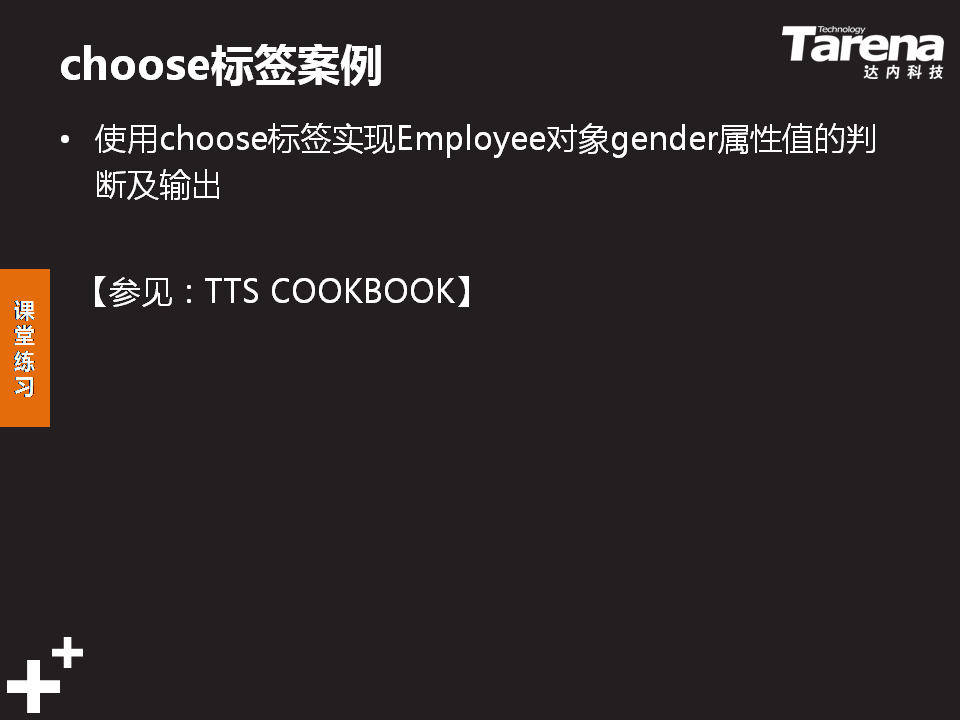 choose标签案例
Technology
Tarena
达内科技
• 使用choose标签实现Employee对象gender属性值的判
断及输出
【参见：TTS COOKBOOK】
课
堂
练
习